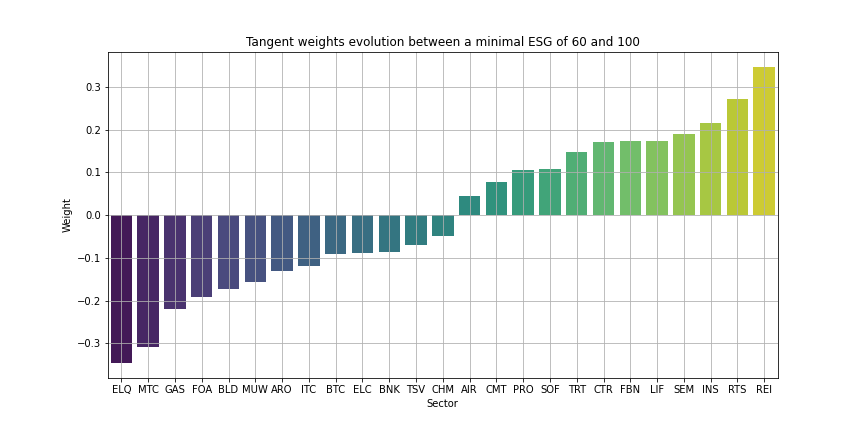 Tangent weights evolution between a minimal ESG of 60 and 100
0.3
0.2
0.1
0.0
−0.1
−0.2
−0.3
Weight
ELQ MTC GAS FOA BLD MUW ARO ITC BTC ELC BNK TSV CHM AIR CMT PRO SOF TRT CTR FBN LIF SEM INS RTS REI
Sector